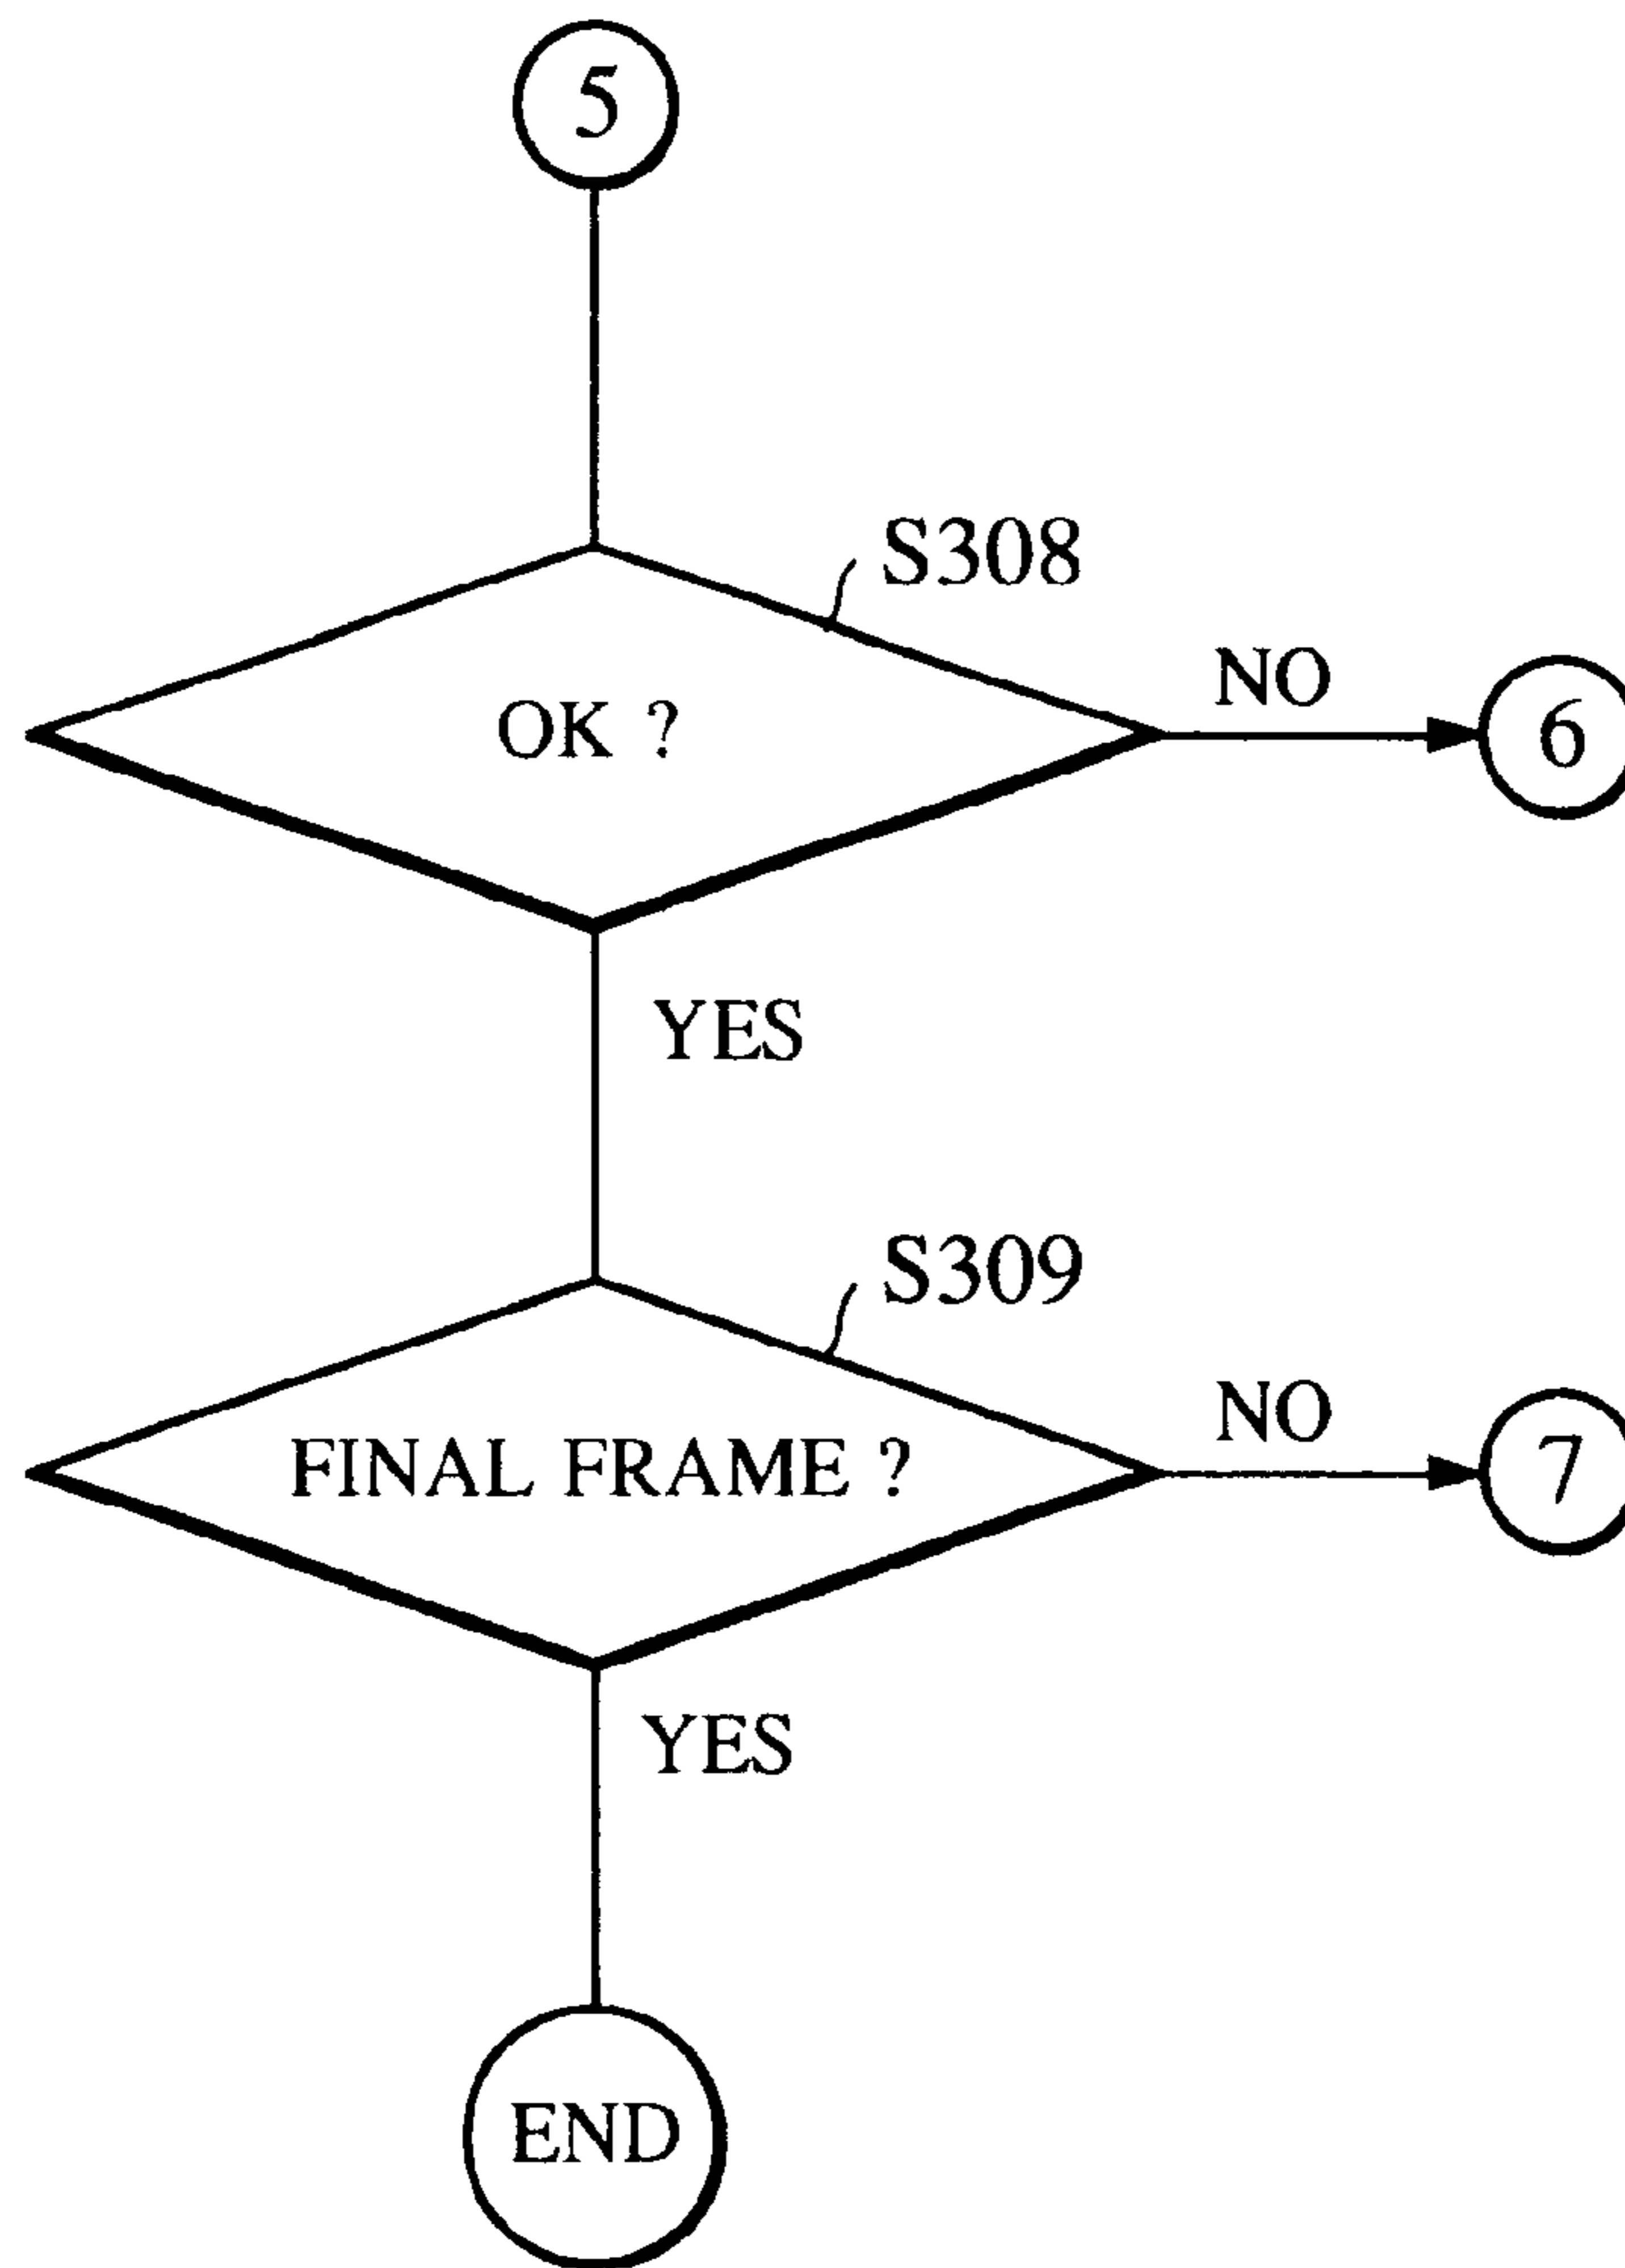 5
S308
OK ?
NO
6
YES
S309
FINAL FRAME ?
NO
7
YES
END